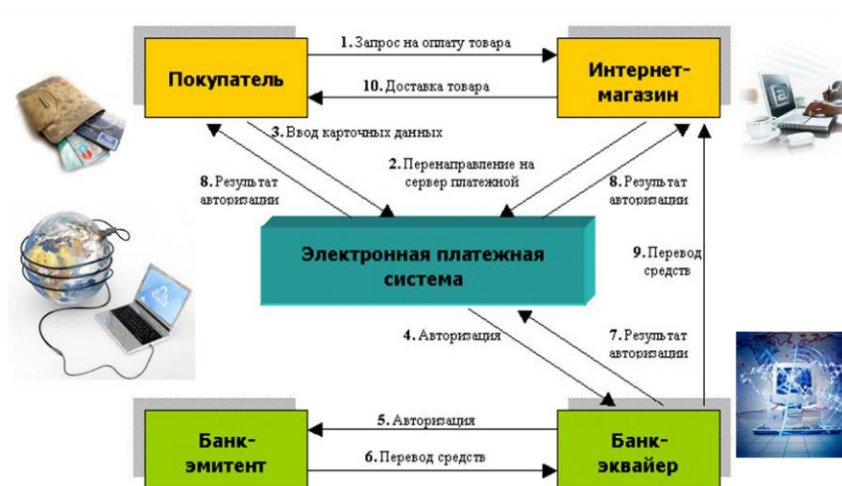 1. Запрос на оплату товара
Покупатель
Интернет-
магазин
10. Доставка товара
3. Ввод карточных данных
2. Перенаправление на
сервер платежной
8. Результат
авторизации
8. Результат
авторизации
Электронная платежная
система
9. Перевод
средств
4. Авторизация
7. Результат
авторизации
5. Авторизация
Банк-
эмитент
Банк-
эквайер
6. Перевод средств